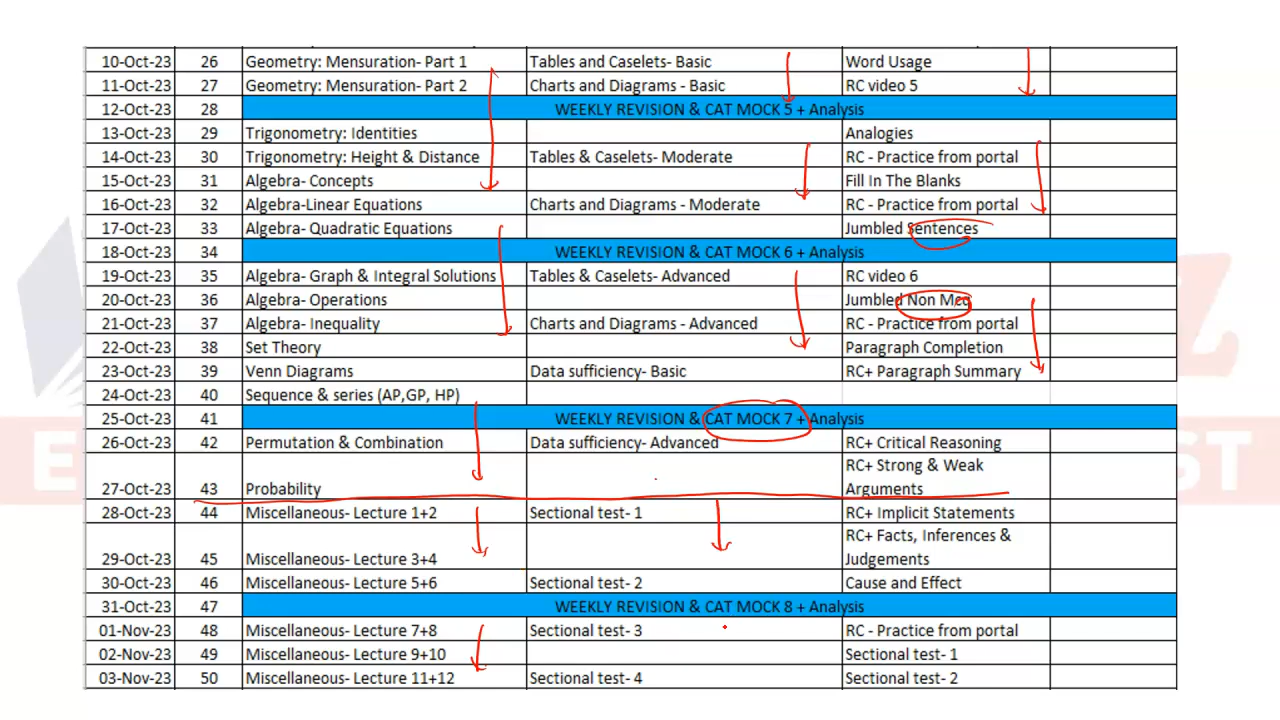 10-Oct-23 26 Geometry: Mensuration- Part 1 Tables and Caselets- Basic Word Usage
11-Oct-23 27 Geometry: Mensuration- Part 2 Charts and Diagrams - Basic RC video 5
12-Oct-23 28 WEEKLY REVISION & CAT MOCK 5 + Analysis
13-Oct-23 29 Trigonometry: Identities Analogies
14-Oct-23 30 Trigonometry: Height & Distance Tables & Caselets- Moderate RC - Practice from portal
15-Oct-23 31 Algebra- Concepts Fill In The Blanks
16-Oct-23 32 Algebra-Linear Equations Charts and Diagrams - Moderate RC - Practice from portal
17-Oct-23 33 Algebra- Quadratic Equations Jumbled Sentences
18-Oct-23 34 WEEKLY REVISION & CAT MOCK 6 + Analysis
19-Oct-23 35 Algebra- Graph & Integral Solutions Tables & Caselets- Advanced RC video 6
20-Oct-23 36 Algebra- Operations Jumbled Non Mcq
21-Oct-23 37 Algebra- Inequality Charts and Diagrams - Advanced RC - Practice from portal
22-Oct-23 38 Set Theory Paragraph Completion
23-Oct-23 39 Venn Diagrams Data sufficiency- Basic RC+ Paragraph Summary
24-Oct-23 40 Sequence & series (AP,GP, HP)
25-Oct-23 41 WEEKLY REVISION & CAT MOCK 7 + Analysis
26-Oct-23 42 Permutation & Combination Data sufficiency- Advanced RC+ Critical Reasoning
RC+ Strong & Weak
27-Oct-23 43 Probability Arguments
28-Oct-23 44 Miscellaneous- Lecture 1+2 Sectional test- 1 RC+ Implicit Statements
RC+ Facts, Inferences &
29-Oct-23 45 Miscellaneous- Lecture 3+4 Judgements
30-Oct-23 46 Miscellaneous- Lecture 5+6 Sectional test- 2 Cause and Effect
31-Oct-23 47 WEEKLY REVISION & CAT MOCK 8 + Analysis
01-Nov-23 48 Miscellaneous- Lecture 7+8 Sectional test- 3 RC - Practice from portal
02-Nov-23 49 Miscellaneous- Lecture 9+10 Sectional test- 1
03-Nov-23 50 Miscellaneous- Lecture 11+12 Sectional test- 4 Sectional test- 2